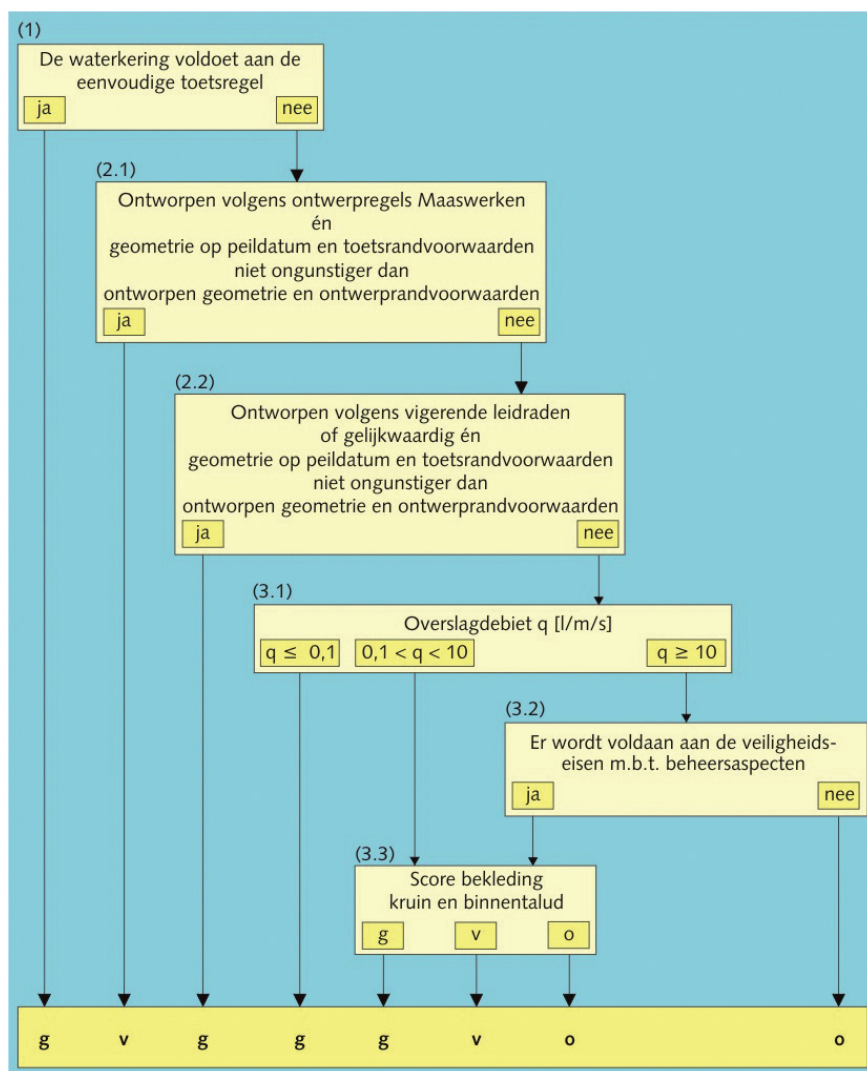 (1)
De waterkering voldoet aan de
eenvoudige toetsregel
ja nee
(2.1)
Ontworpen volgens ontwerpregels Maaswerken
én
geometrie op peildatum en toetsrandvoorwaarden
niet ongunstiger dan
ontworpen geometrie en ontwerprandvoorwaarden
ja nee
(2.2)
Ontworpen volgens vigerende leidraden
of gelijkwaardig én
geometrie op peildatum en toetsrandvoorwaarden
niet ongunstiger dan
ontworpen geometrie en ontwerprandvoorwaarden
ja nee
(3.1)
Overslagdebiet q [l/m/s]
q ≤ 0,1 0,1 < q < 10 q ≥ 10
(3.2)
Er wordt voldaan aan de veiligheids-
eisen m.b.t. beheersaspecten
ja nee
(3.3)
Score bekleding
kruin en binnentalud
g v o
g v g g g v o o